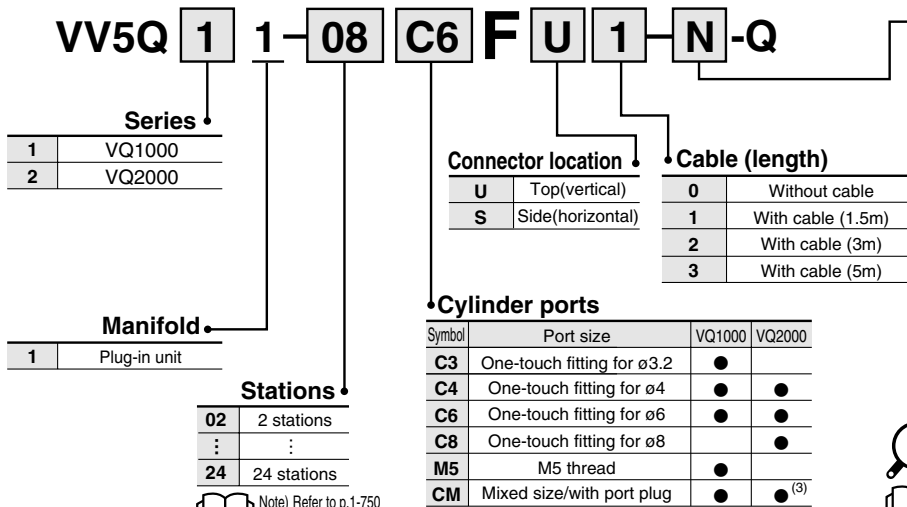 VV5Q 1 1-08 C6 F U 1-N-Q
Series
1 VQ1000
2 VQ2000
Connector location
U Top(vertical)
S Side(horizontal)
Cable (length)
0 Without cable
1 With cable (1.5m)
2 With cable (3m)
3 With cable (5m)
Manifold
1 Plug-in unit
Stations
02 2 stations
⋮ ⋮
24 24 stations
Note) Refer to p.1-750
Cylinder ports
Symbol Port size VQ1000 VQ2000
C3 One-touch fitting for ø3.2 ●
C4 One-touch fitting for ø4 ● ●
C6 One-touch fitting for ø6 ● ●
C8 One-touch fitting for ø8 ●
M5 M5 thread ●
CM Mixed size/with port plug ● ●(3)